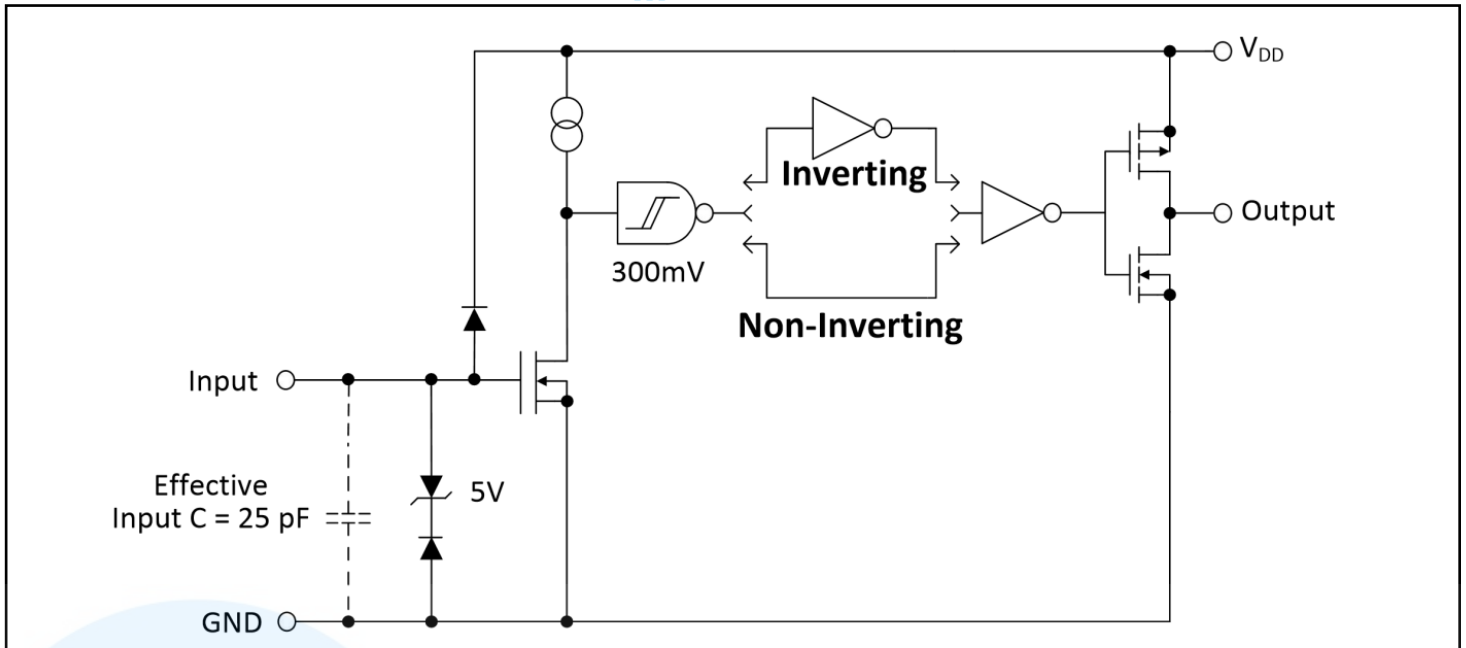 V_DD
Inverting
Output
300mV
Non-Inverting
Input
Effective
Input C = 25 pF
5V
GND